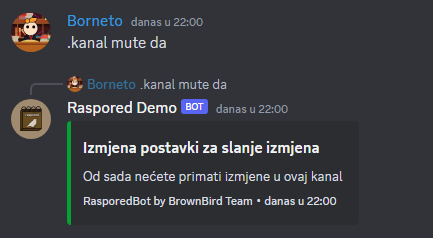 Borneto danas u 22:00
.kanal mute da
Borneto .kanal mute da
Raspored Demo BOT danas u 22:00
Izmjena postavki za slanje izmjena
Od sada nećete primati izmjene u ovaj kanal
RasporedBot by BrownBird Team • danas u 22:00